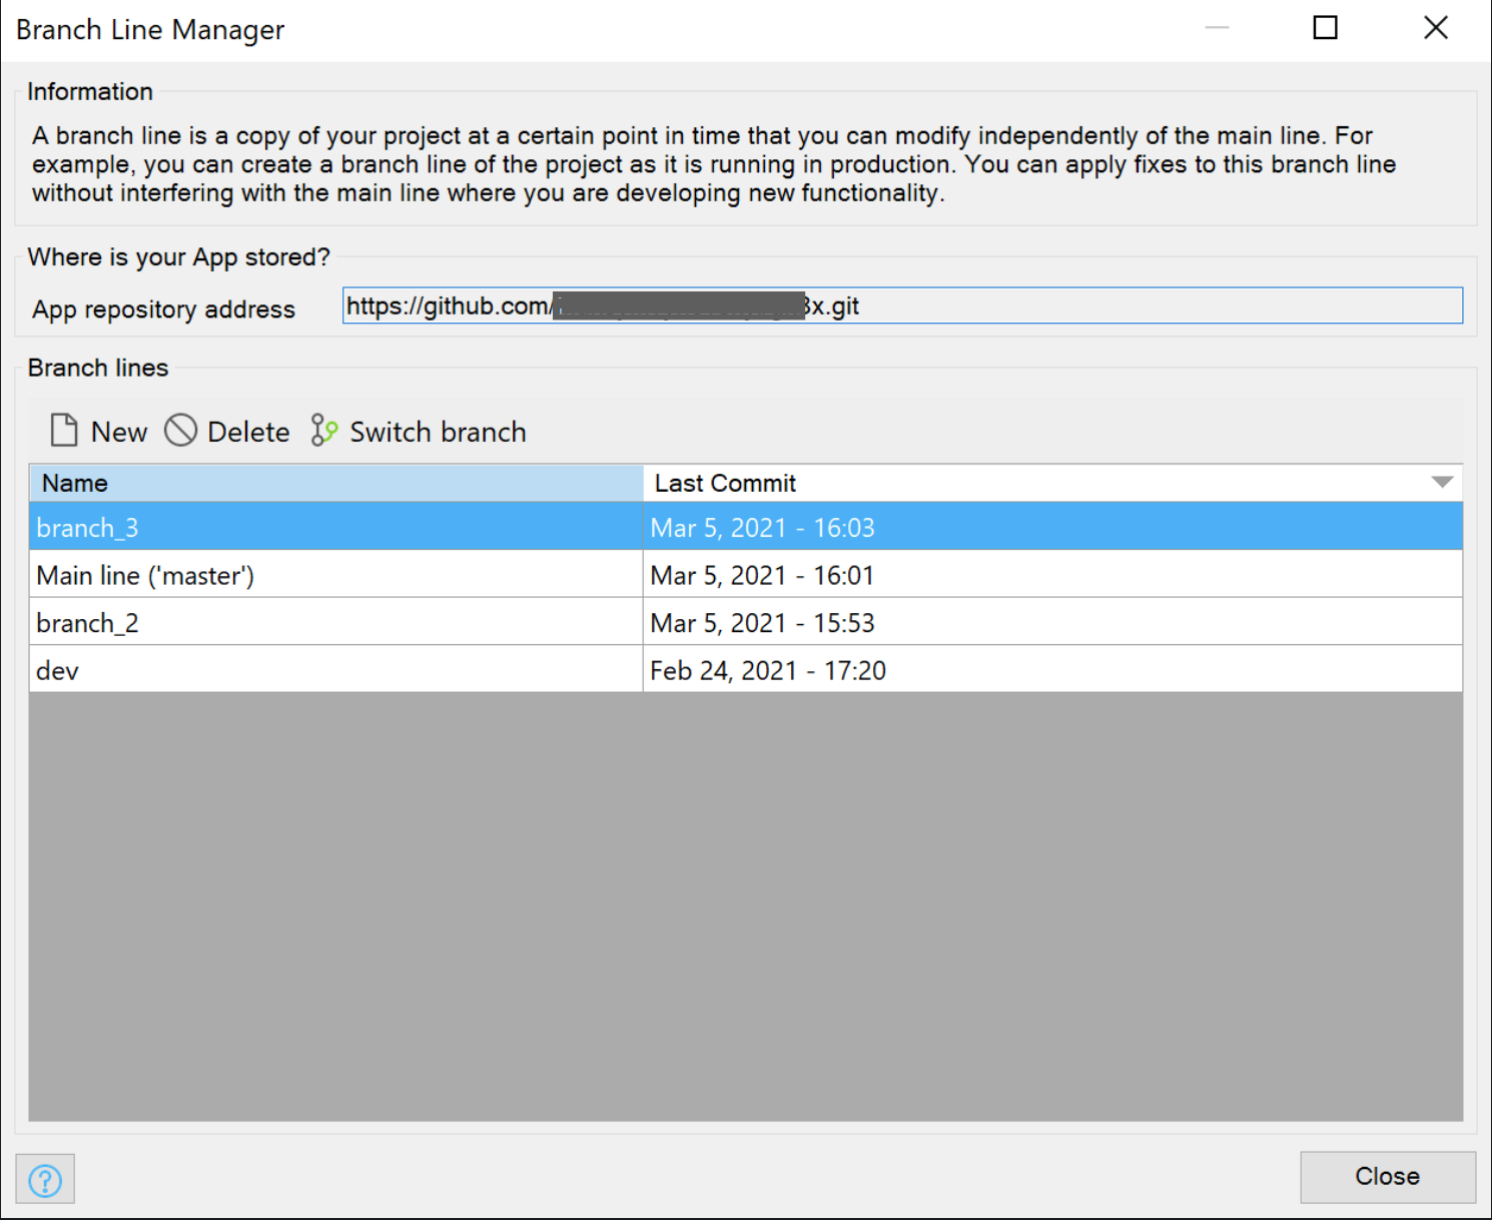 Branch Line Manager
Information
A branch line is a copy of your project at a certain point in time that you can modify independently of the main line. For
example, you can create a branch line of the project as it is running in production. You can apply fixes to this branch line
without interfering with the main line where you are developing new functionality.
Where is your App stored?
App repository address https://github.com/ x.git
Branch lines
New Delete Switch branch
Name Last Commit
branch_3 Mar 5, 2021 - 16:03
Main line ('master') Mar 5, 2021 - 16:01
branch_2 Mar 5, 2021 - 15:53
dev Feb 24, 2021 - 17:20
? Close